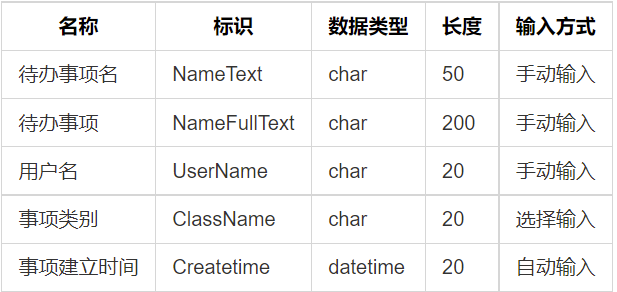 名称 标识 数据类型 长度 输入方式
待办事项名 NameText char 50 手动输入
待办事项 NameFullText char 200 手动输入
用户名 UserName char 20 手动输入
事项类别 ClassName char 20 选择输入
事项建立时间 Createtime datetime 20 自动输入